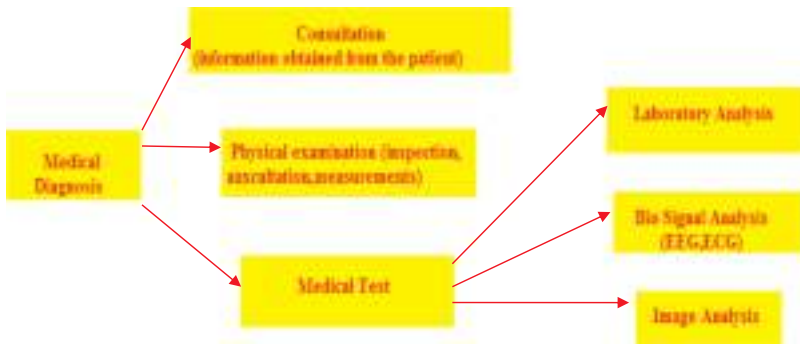 Consultation
(Information obtained from the patient)
Medical
Diagnosis
Physical examination (inspection,
auscultation,measurements)
Medical Test
Laboratory Analysis
Bio Signal Analysis
(EEG,ECG)
Image Analysis